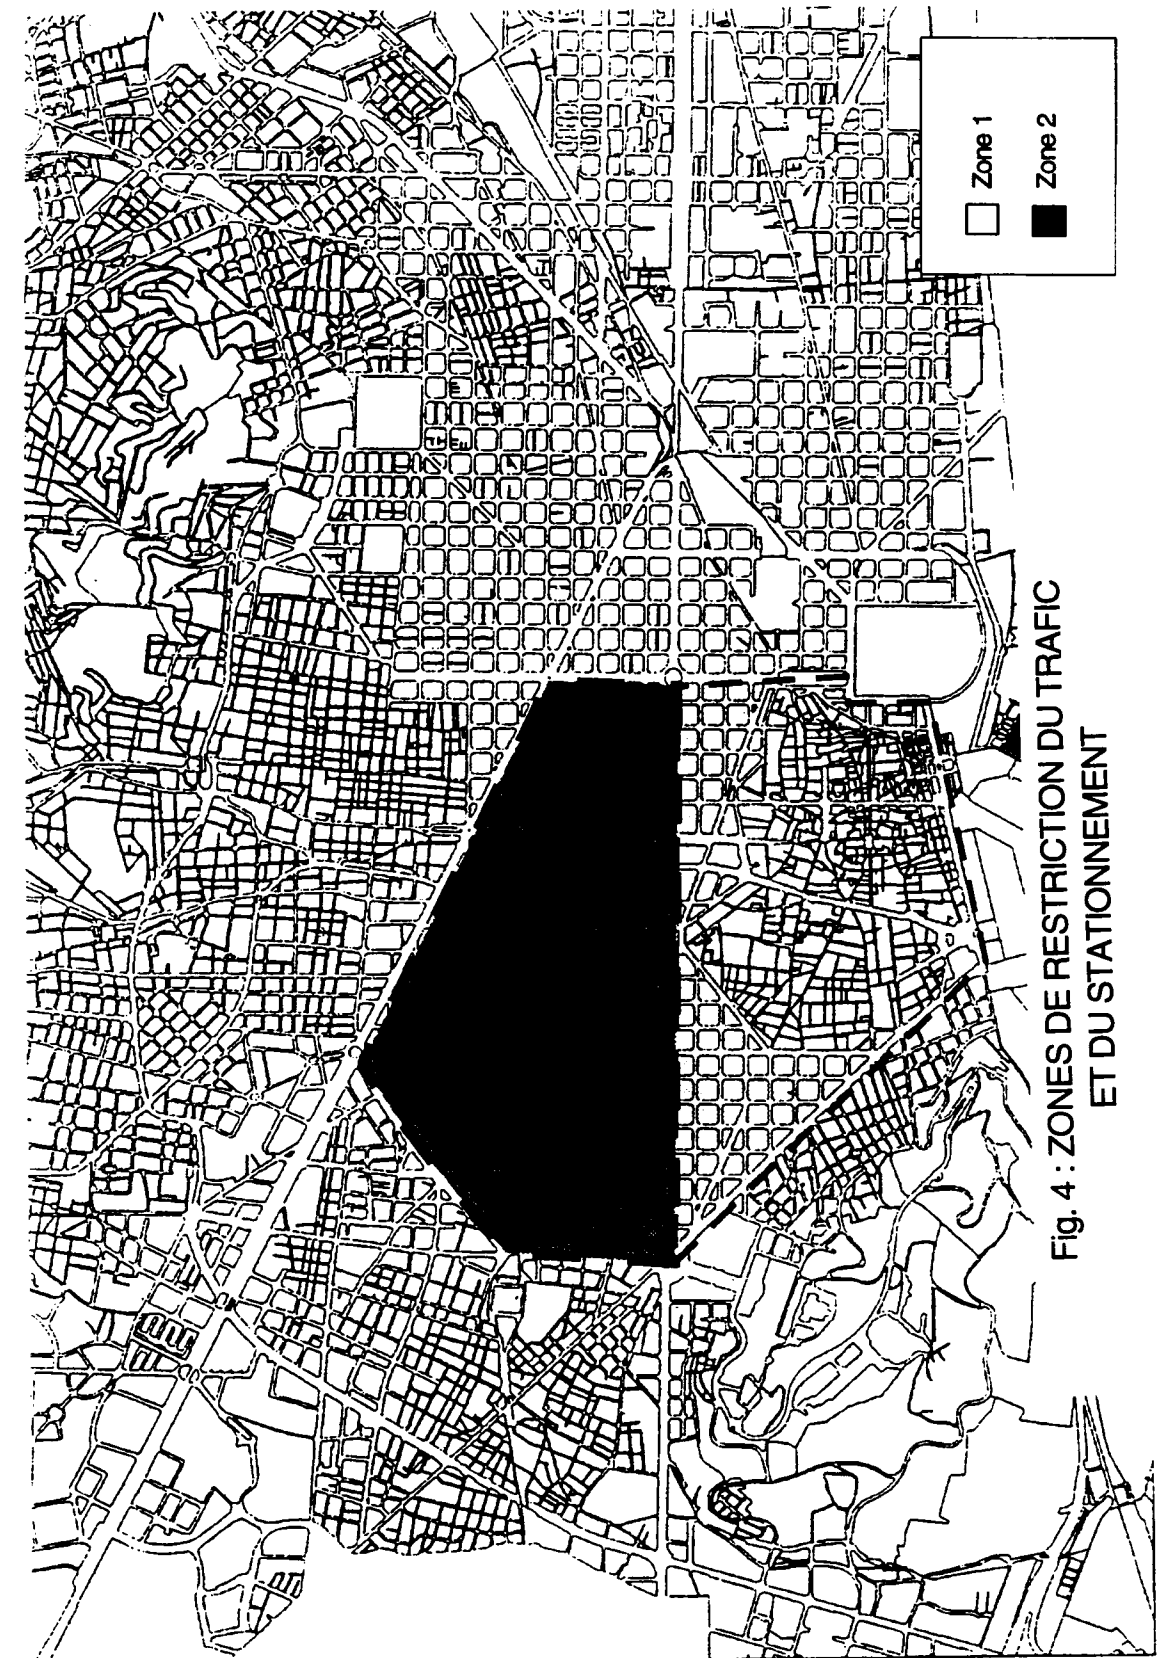 Zone 1
Zone 2
Fig. 4 : ZONES DE RESTRICTION DU TRAFIC
ET DU STATIONNEMENT